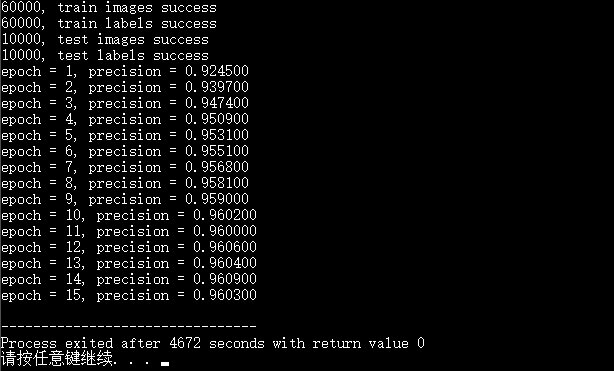 60000, train images success
60000, train labels success
10000, test images success
10000, test labels success
epoch = 1, precision = 0.924500
epoch = 2, precision = 0.939700
epoch = 3, precision = 0.947400
epoch = 4, precision = 0.950900
epoch = 5, precision = 0.953100
epoch = 6, precision = 0.955100
epoch = 7, precision = 0.956800
epoch = 8, precision = 0.958100
epoch = 9, precision = 0.959000
epoch = 10, precision = 0.960200
epoch = 11, precision = 0.960000
epoch = 12, precision = 0.960600
epoch = 13, precision = 0.960400
epoch = 14, precision = 0.960900
epoch = 15, precision = 0.960300
--------------------------------
Process exited after 4672 seconds with return value 0
请按任意键继续. . .